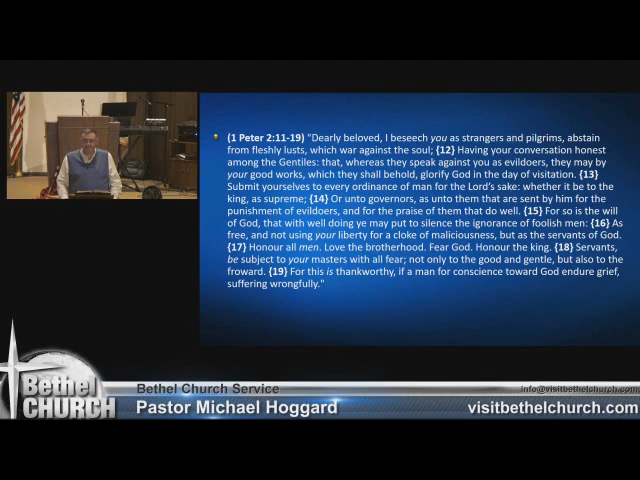 (1 Peter 2:11-19) "Dearly beloved, I beseech you as strangers and pilgrims, abstain
from fleshly lusts, which war against the soul; {12} Having your conversation honest
among the Gentiles: that, whereas they speak against you as evildoers, they may by
your good works, which they shall behold, glorify God in the day of visitation. {13}
Submit yourselves to every ordinance of man for the Lord's sake: whether it be to the
king, as supreme; {14} Or unto governors, as unto them that are sent by him for the
punishment of evildoers, and for the praise of them that do well. {15} For so is the will
of God, that with well doing ye may put to silence the ignorance of foolish men: {16} As
free, and not using your liberty for a cloke of maliciousness, but as the servants of God.
{17} Honour all men. Love the brotherhood. Fear God. Honour the king. {18} Servants,
be subject to your masters with all fear; not only to the good and gentle, but also to the
froward. {19} For this is thankworthy, if a man for conscience toward God endure grief,
suffering wrongfully."
Bethel
CHURCH
Bethel Church Service
info@visitbethelchurch.com
Pastor Michael Hoggard
visitbethelchurch.com